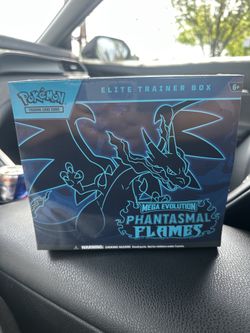 POKéMON
TRADING CARD GAME
ELITE TRAINER BOX
6+
MEGA EVOLUTION
PHANTASMAL
FLAMES
WARNING: